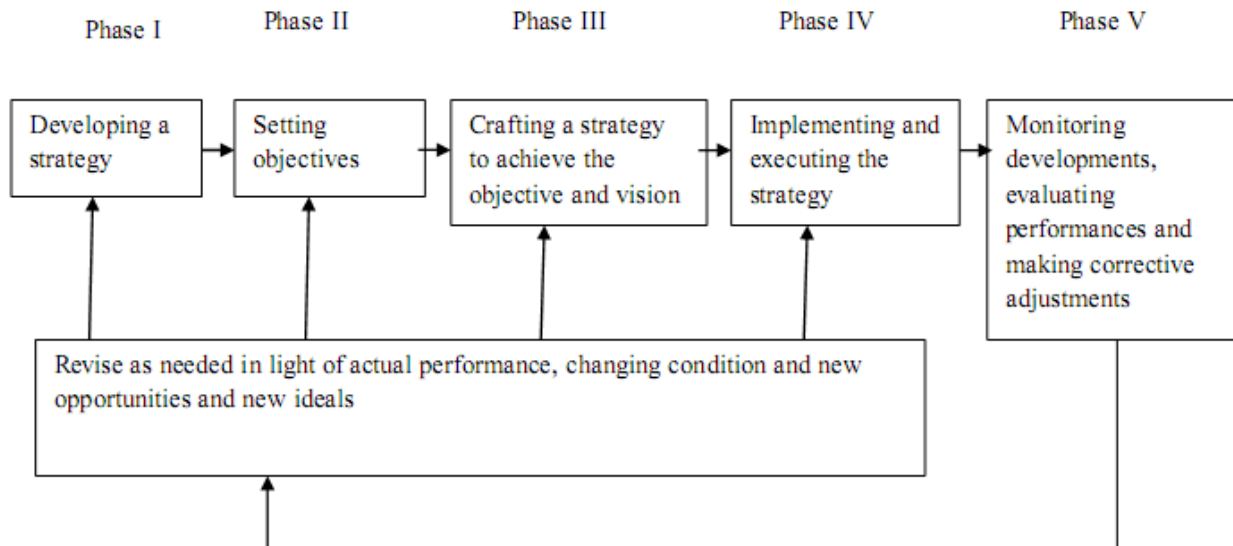 Phase I
Phase II
Phase III
Phase IV
Phase V
Developing a
strategy
Setting
objectives
Crafting a strategy
to achieve the
objective and vision
Implementing and
executing the
strategy
Monitoring
developments,
evaluating
performances and
making corrective
adjustments
Revise as needed in light of actual performance, changing condition and new
opportunities and new ideals